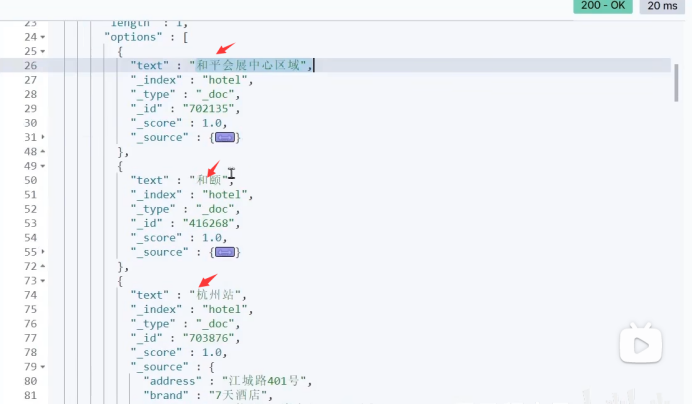 200 - OK 20 ms
23 "length" : 1,
24 "options" : [
25 {
26 "text" : "和平会展中心区域",
27 "_index" : "hotel",
28 "_type" : "_doc",
29 "_id" : "702135",
30 "_score" : 1.0,
31 "_source" : {}
48 },
49 {
50 "text" : "和颐",
51 "_index" : "hotel",
52 "_type" : "_doc",
53 "_id" : "416268",
54 "_score" : 1.0,
55 "_source" : {}
72 },
73 {
74 "text" : "杭州站",
75 "_index" : "hotel",
76 "_type" : "_doc",
77 "_id" : "703876",
78 "_score" : 1.0,
79 "_source" : {
80 "address" : "江城路401号",
81 "brand" : "7天酒店",